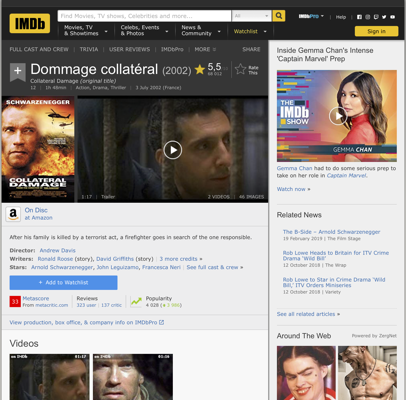 IMDb
Find Movies, TV shows, Celebrities and more...
All
IMDbPro
Help
Movies, TV & Showtimes
Celebs, Events & Photos
News & Community
Watchlist
Sign in
FULL CAST AND CREW | TRIVIA | USER REVIEWS | IMDbPro | MORE
SHARE
Dommage collatéral (2002)
5,5
Rate This
Collateral Damage (original title)
12 | 1h 48min | Action, Drama, Thriller | 3 July 2002 (France)
SCHWARZENEGGER
COLLATERAL DAMAGE
1:17 | Trailer
2 VIDEOS | 46 IMAGES
On Disc
at Amazon
After his family is killed by a terror act, a firefighter goes in search of the one responsible.
Director: Andrew Davis
Writers: Ronald Roose (story), David Griffiths (story) | 3 more credits »
Stars: Arnold Schwarzenegger, John Leguizamo, Francesca Neri | See full cast & crew »
+ Add to Watchlist
33
Metascore
From metacritic.com
Reviews
323 user | 137 critic
Popularity
View production, box office, & company info on IMDbPro
Videos
01:16
01:08
Inside Gemma Chan's Intense 'Captain Marvel' Prep
THE IMDb SHOW
GEMMA CHAN
Gemma Chan had to do some serious prep to take on her role in Captain Marvel.
Watch now »
Related News
The B-Side – Arnold Schwarzenegger
19 February 2019 | The Film Stage
Rob Lowe Heads to Britain for ITV Crime Drama 'Wild Bill'
12 October 2018 | The Wrap
Rob Lowe to Star in Crime Drama 'Wild Bill,' ITV Orders Miniseries
12 October 2018 | Variety
See all related articles »
Around The Web
Powered by ZergNet